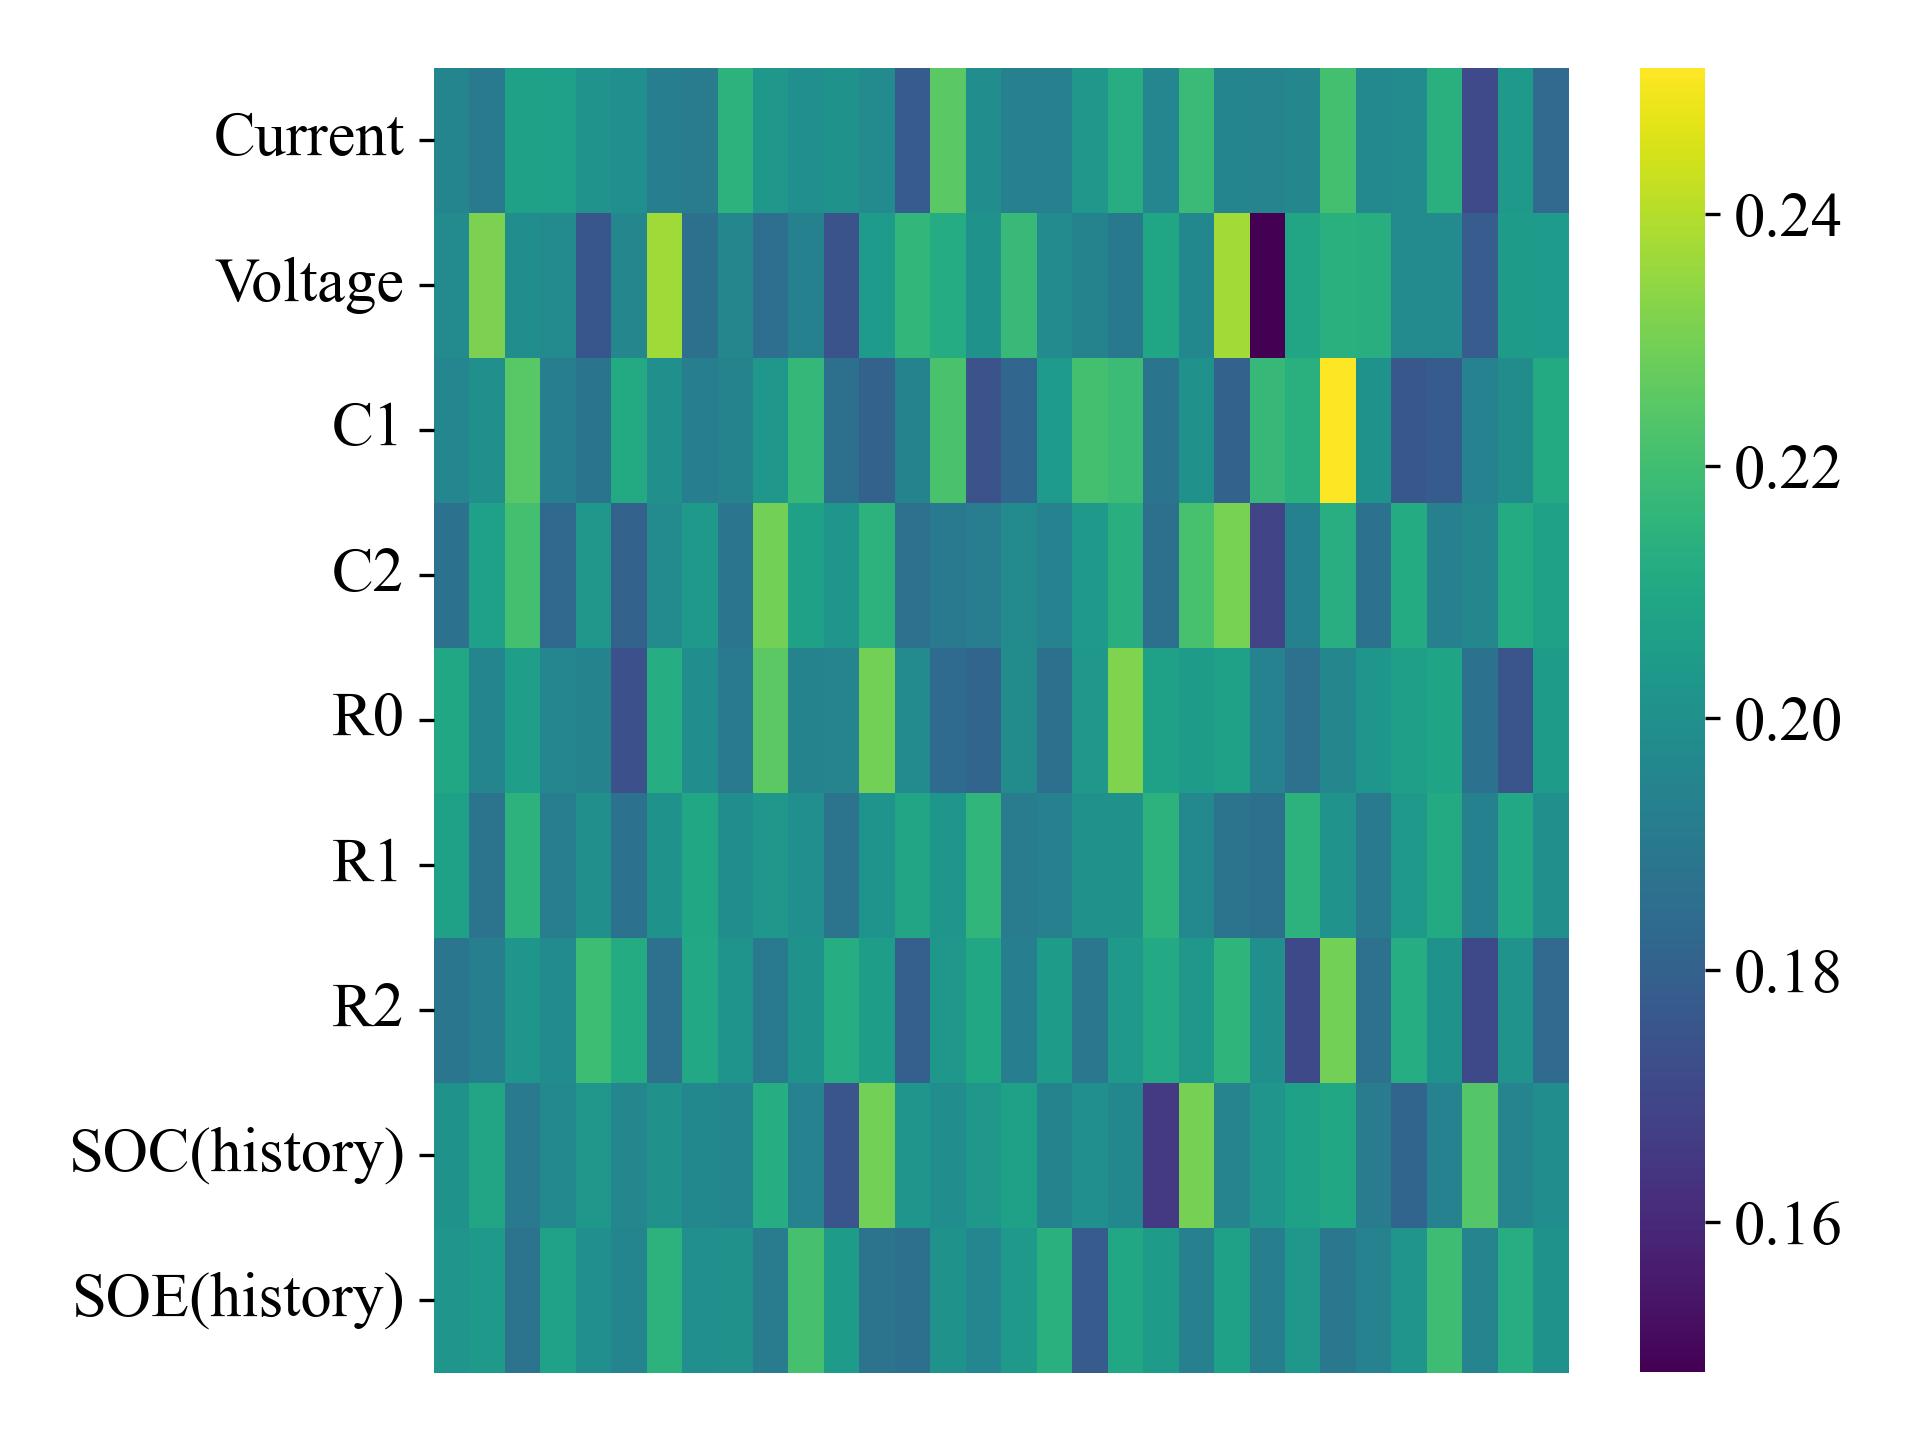 Current
Voltage
C1
C2
R0
R1
R2
SOC(history)
SOE(history)
0.24
0.22
0.20
0.18
0.16